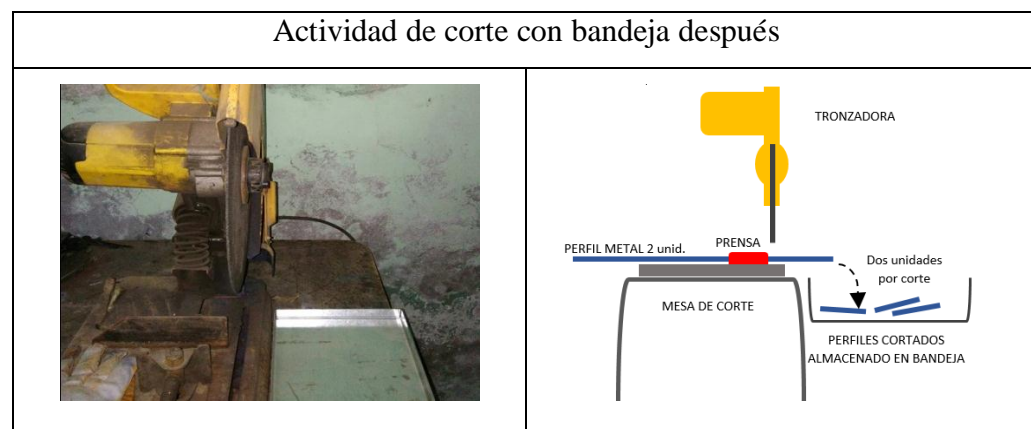 Actividad de corte con bandeja después
TRONZADORA
PERFIL METAL 2 unid.
PRENSA
Dos unidades
por corte
MESA DE CORTE
PERFILES CORTADOS
ALMACENADO EN BANDEJA